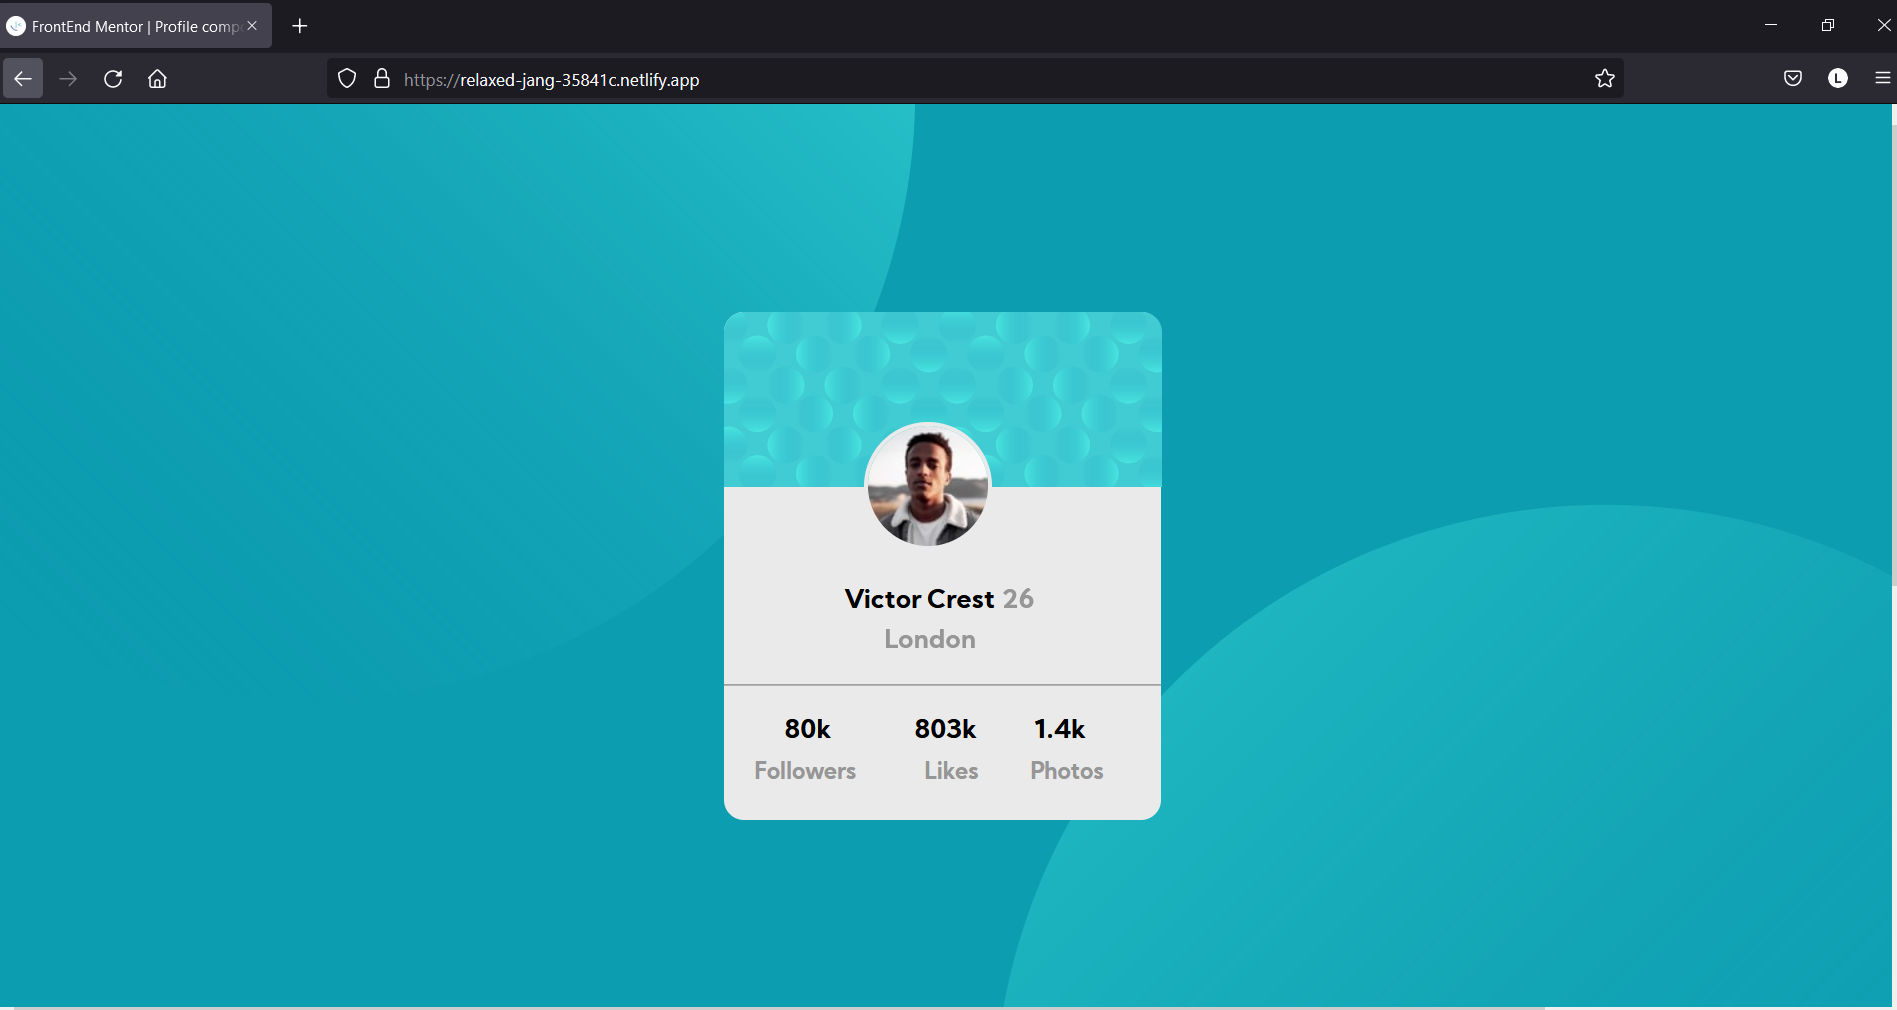 FrontEnd Mentor | Profile comp
https://relaxed-jang-35841c.netlify.app
L
Victor Crest 26
London
80k 803k 1.4k
Followers Likes Photos